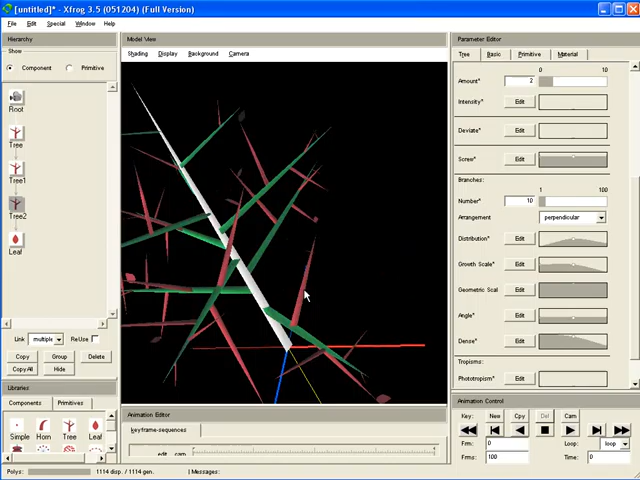 [untitled]* - Xfrog 3.5 (051204) (Full Version)
File Edit Special Window Help
Hierarchy
Show
Component Primitive
Root
Tree
Tree1
Tree2
Leaf
Link multiple ReUse
Copy Group Delete
Copy All Hide
Libraries
Components Primitives
Simple Horn Tree Leaf
Polys: 1114 disp. / 1114 gen. Messages:
Model View
Shading Display Background Camera
Animation Editor
keyframe-sequences
edit cam
Parameter Editor
Tree Basic Primitive Material
0 10
Amount* 2
Intensity* Edit
Deviate* Edit
Screw* Edit
Branches:
1 100
Number* 10
Arrangement perpendicular
Distribution* Edit
Growth Scale* Edit
Geometric Scal Edit
Angle* Edit
Dense* Edit
Tropisms:
Phototropism* Edit
Animation Control
Key: New Cpy Del Cam
Frm: 0 Loop: loop
Frms: 100 Time: 0